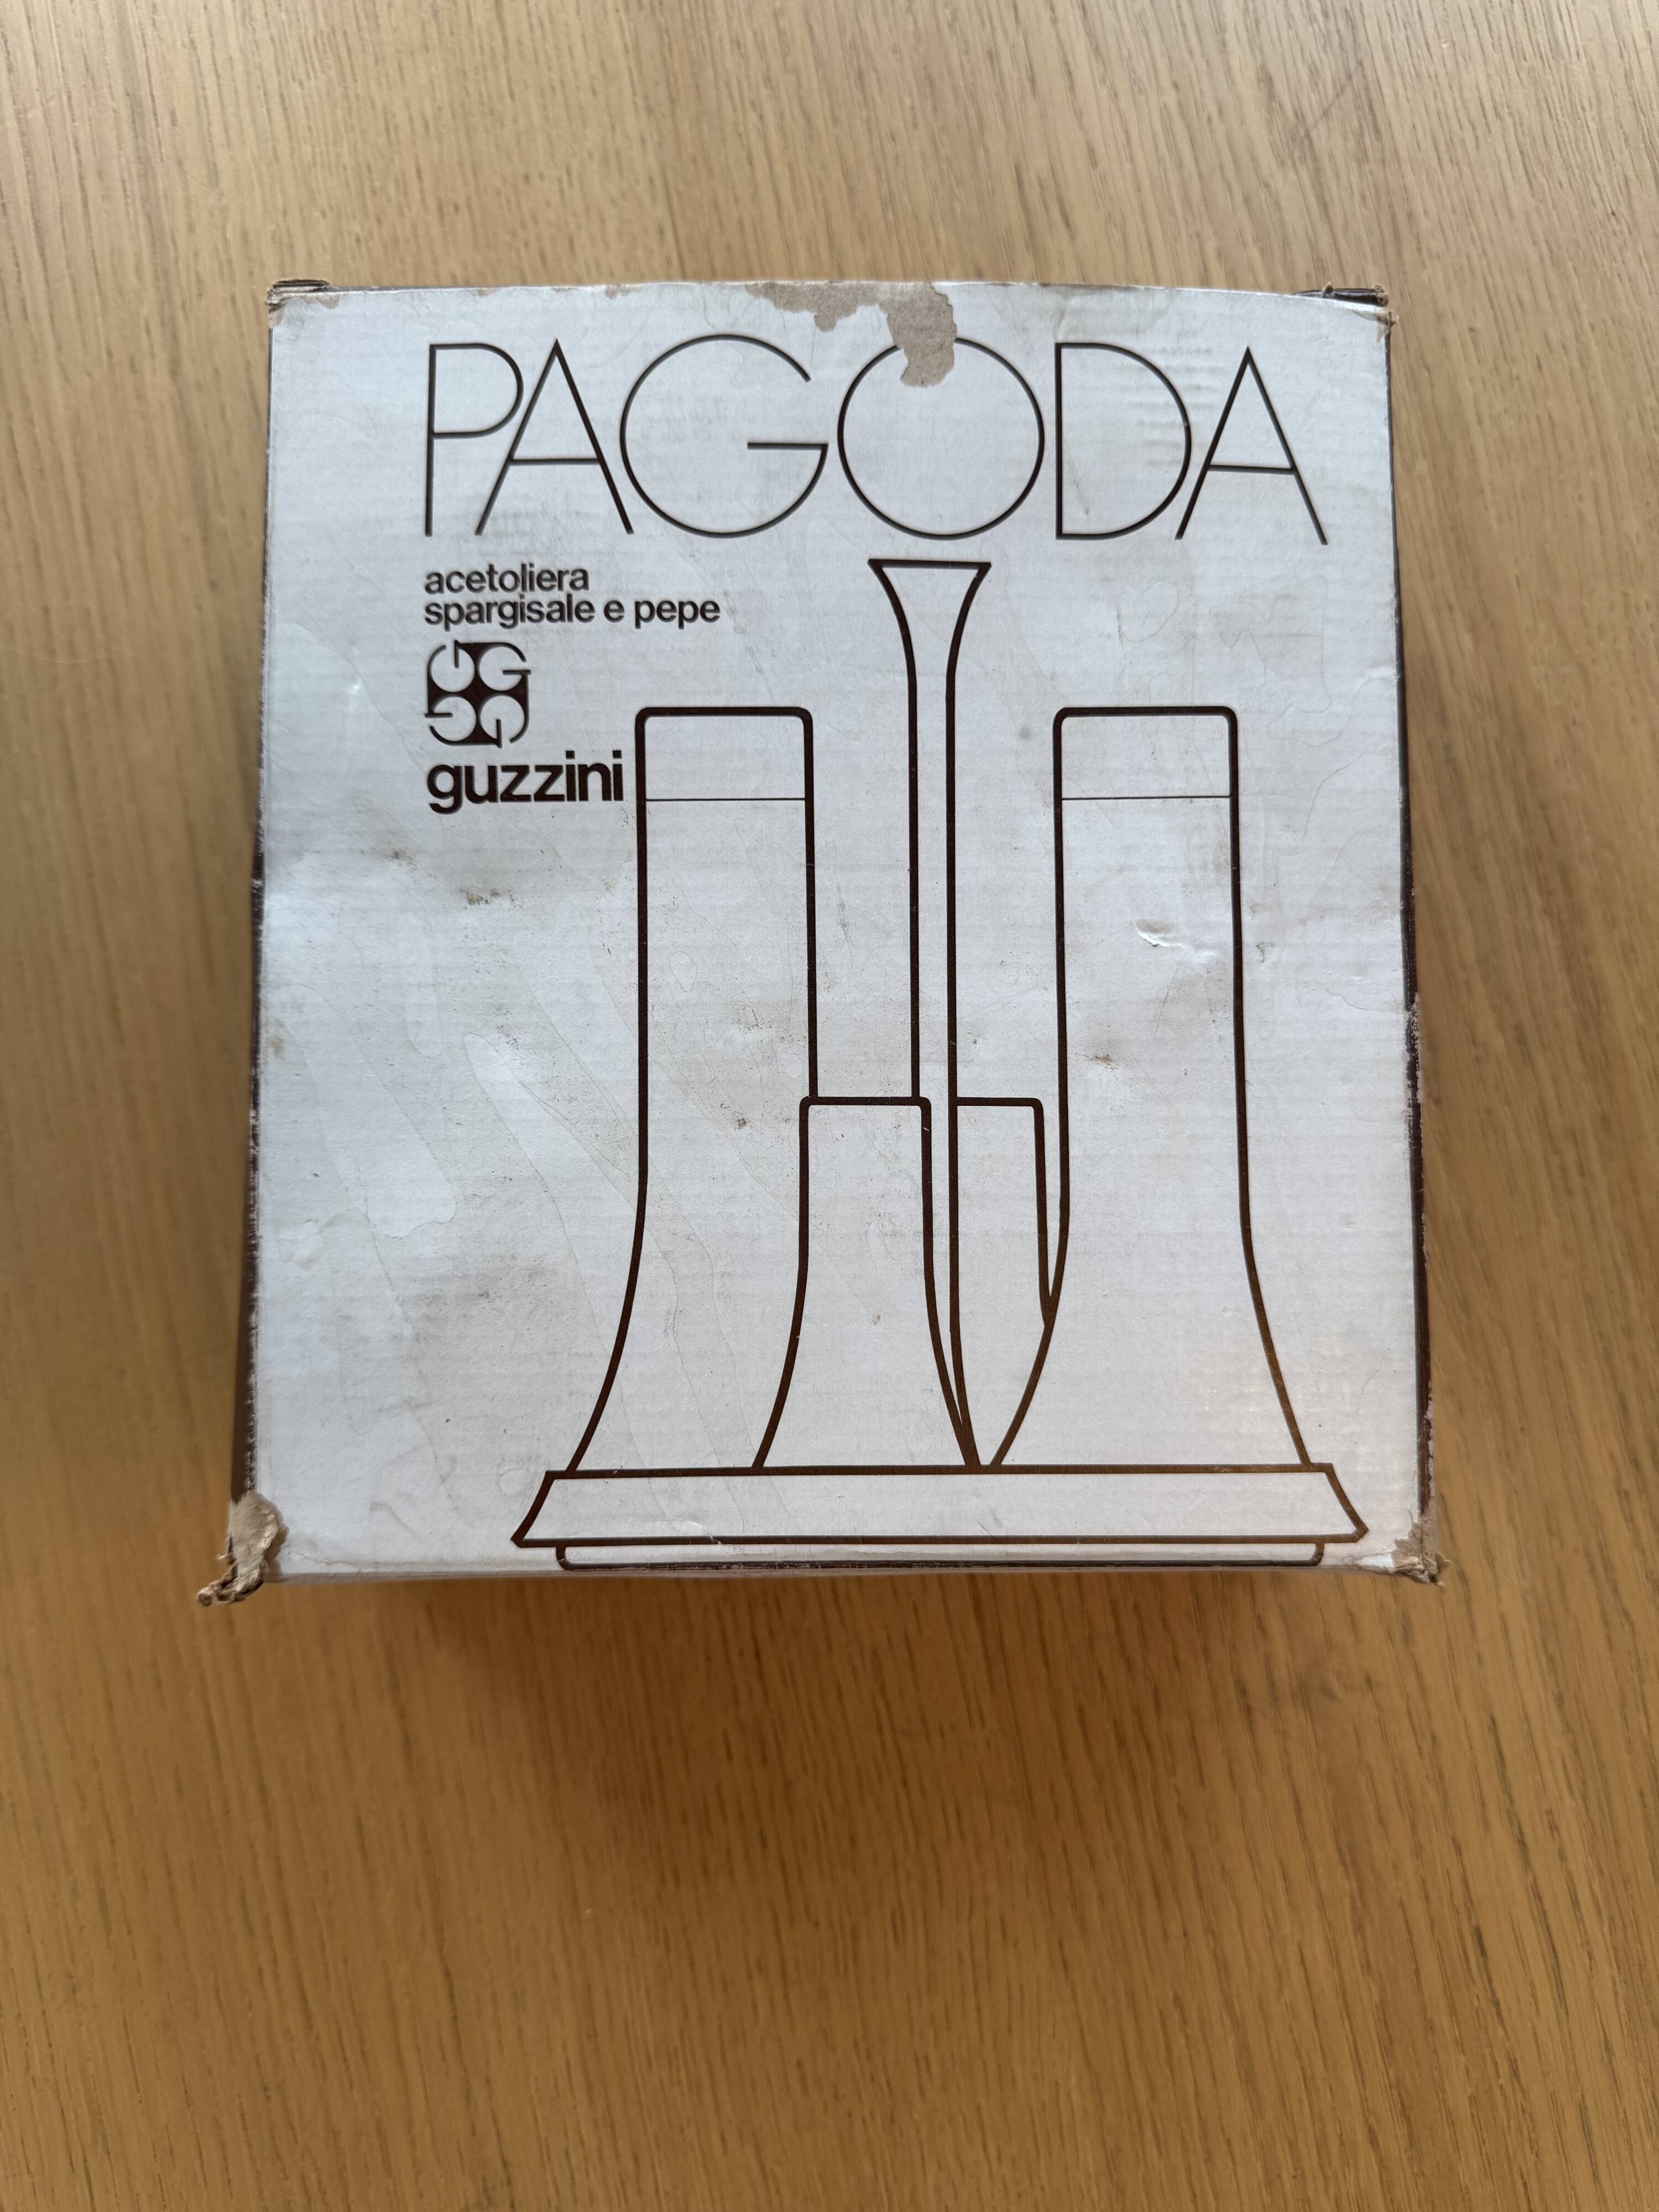 PAGODA
acetoliera
spargisale e pepe
guzzini